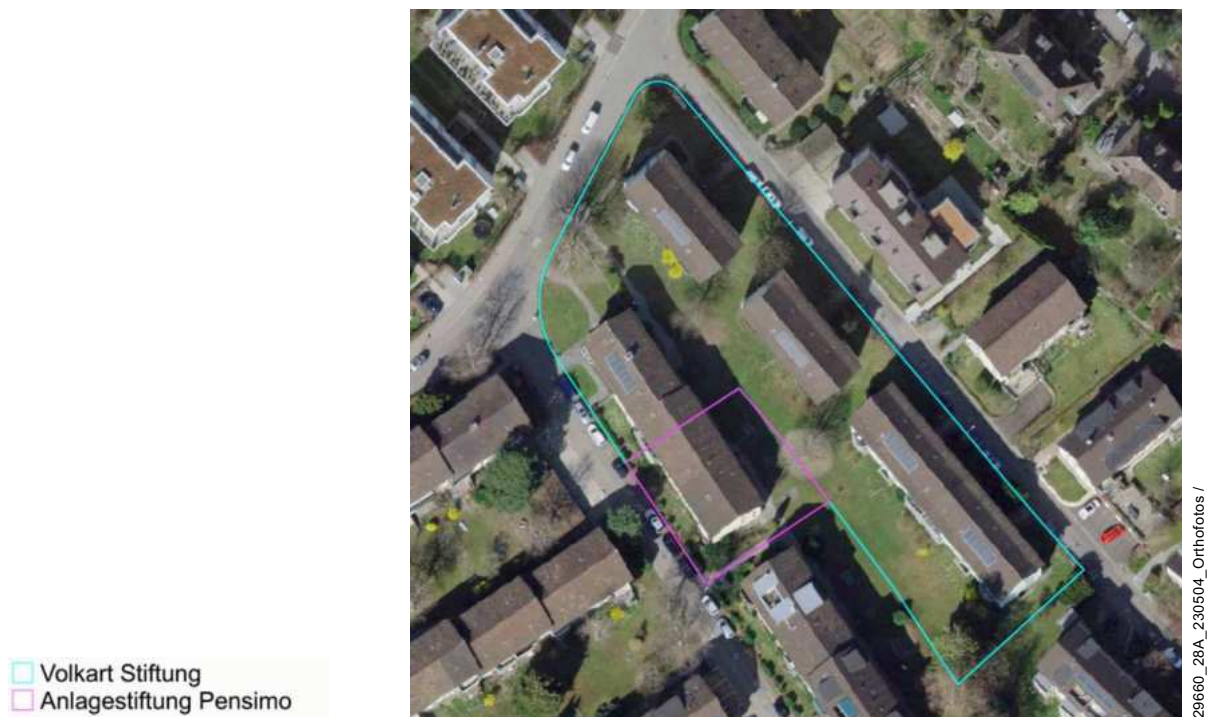 Volkart Stiftung
Anlagestiftung Pensimo
29660_28A_230504_Orthofotos /